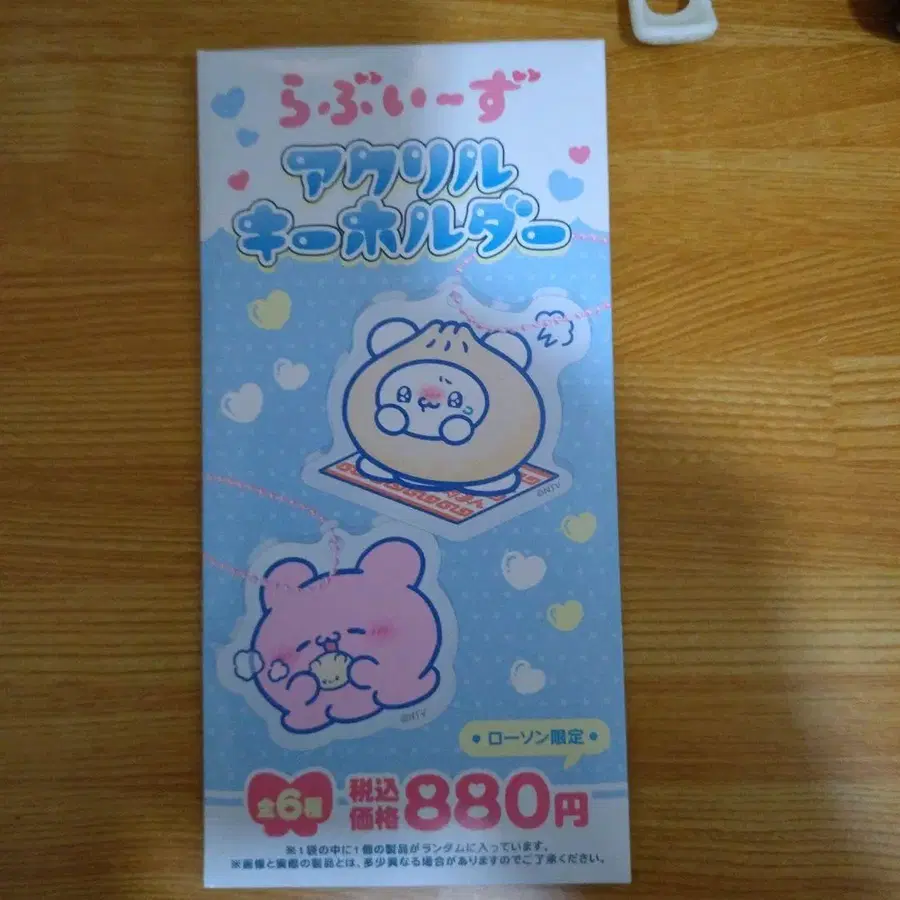 らぶいーず
アクリル
キーホルダー
©NTV
©NTV
• ローソン限定 •
全6種
税込
価格
880円
※1袋の中に1個の製品がランダムに入っています。
※画像と実際の製品とは、多少異なる場合がありますのでご了承ください。